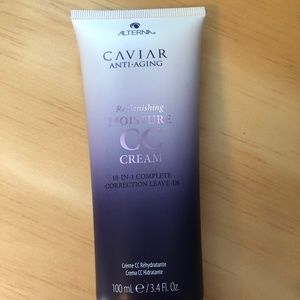 ALTERNA
CAVIAR
ANTI-AGING
Replenishing
MOISTURE
CC
CREAM
10-IN-1 COMPLETE
CORRECTION LEAVE-IN
Crème CC Réhydratante
Crema CC Hidratante
100 mL ℮ / 3.4 Fl. Oz.